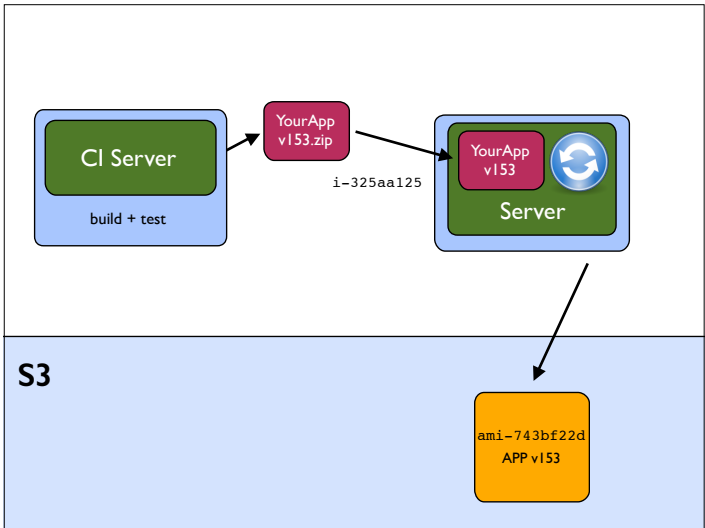 CI Server
build + test
YourApp
v153.zip
i-325aa125
YourApp
v153
Server
S3
ami-743bf22d
APP v153